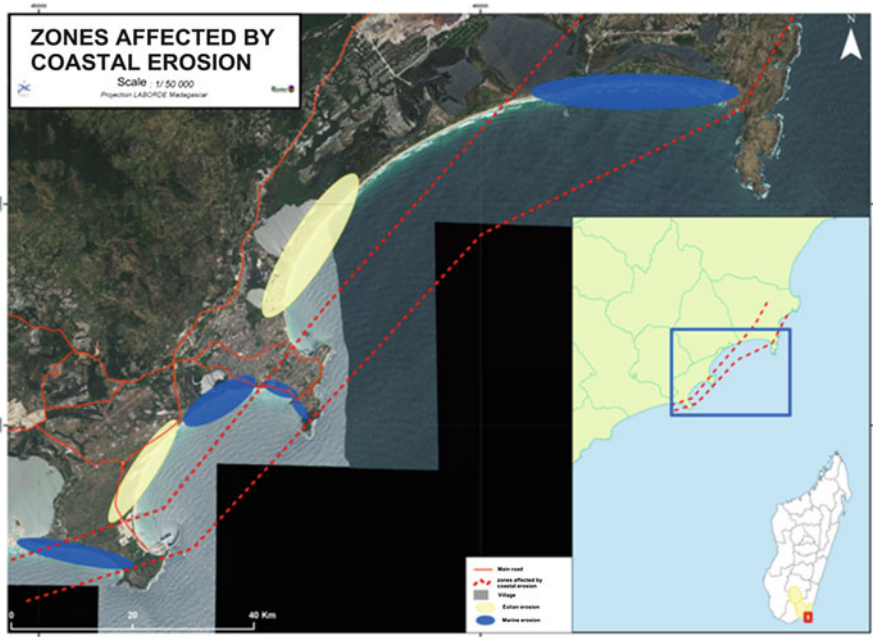 ZONES AFFECTED BY
COASTAL EROSION
Scale : 1/ 50 000
Projection LABORDE Madagascar
N
Main road
zones affected by
coastal erosion
Village
Eolian erosion
Marine erosion
0 20 40 Km